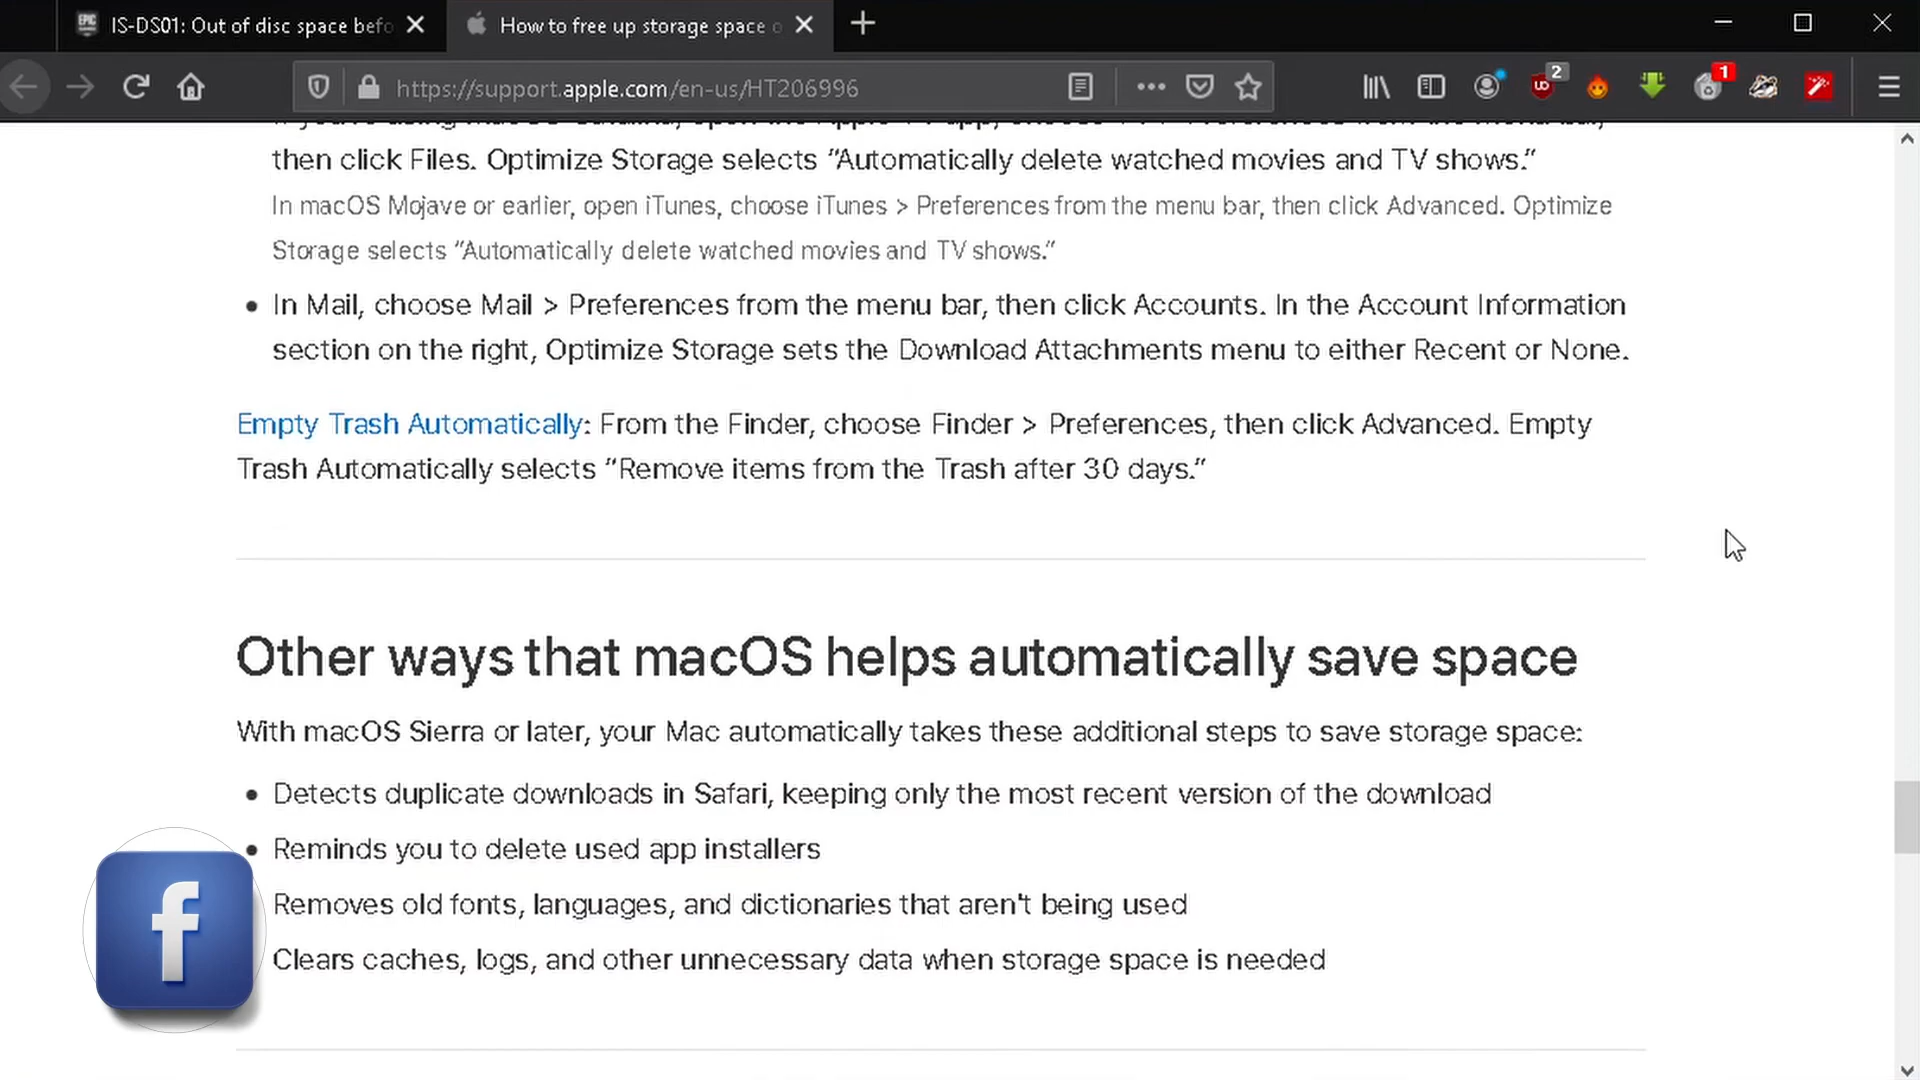 EPIC
IS-DS01: Out of disc space befo
How to free up storage space o
https://support.apple.com/en-us/HT206996
2
1
then click Files. Optimize Storage selects “Automatically delete watched movies and TV shows.”
In macOS Mojave or earlier, open iTunes, choose iTunes > Preferences from the menu bar, then click Advanced. Optimize
Storage selects “Automatically delete watched movies and TV shows.”
• In Mail, choose Mail > Preferences from the menu bar, then click Accounts. In the Account Information
section on the right, Optimize Storage sets the Download Attachments menu to either Recent or None.
Empty Trash Automatically: From the Finder, choose Finder > Preferences, then click Advanced. Empty
Trash Automatically selects “Remove items from the Trash after 30 days.”
Other ways that macOS helps automatically save space
With macOS Sierra or later, your Mac automatically takes these additional steps to save storage space:
• Detects duplicate downloads in Safari, keeping only the most recent version of the download
• Reminds you to delete used app installers
Removes old fonts, languages, and dictionaries that aren't being used
Clears caches, logs, and other unnecessary data when storage space is needed
f